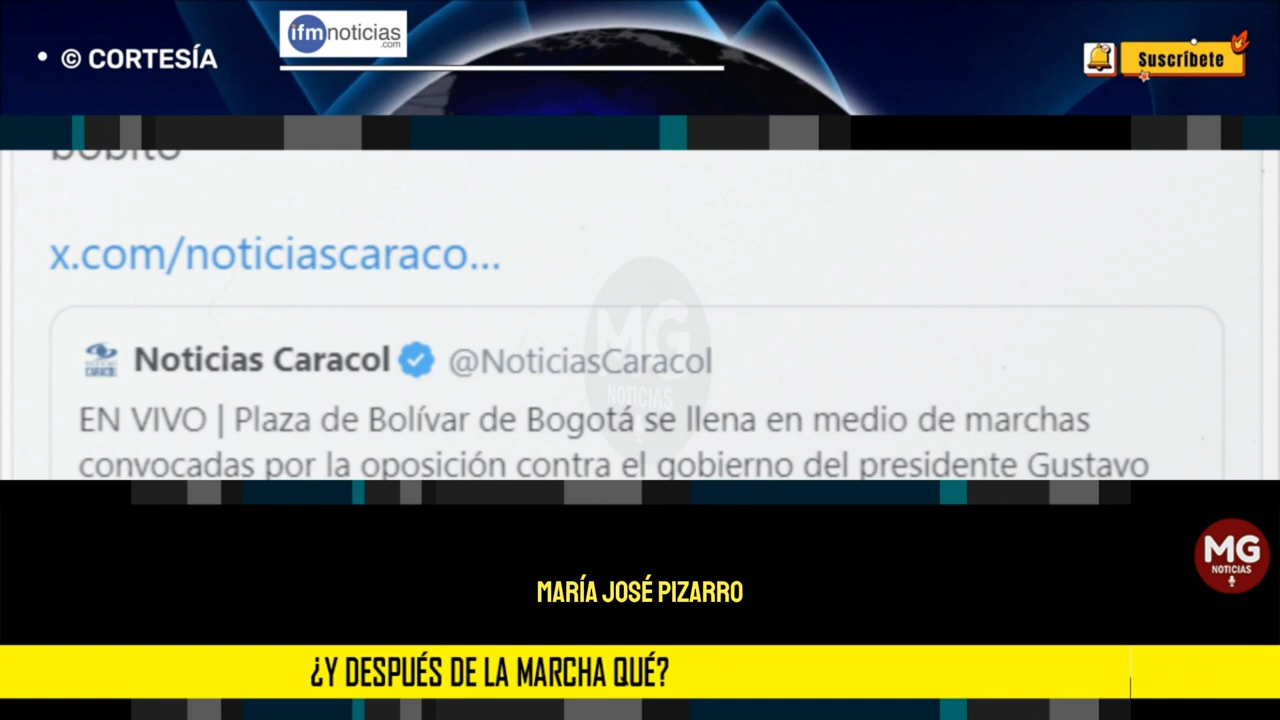 • © CORTESÍA
ifmnoticias
.com
Suscríbete
bobito
x.com/noticiascaraco...
Noticias Caracol @NoticiasCaracol
EN VIVO | Plaza de Bolívar de Bogotá se llena en medio de marchas
convocadas por la oposición contra el gobierno del presidente Gustavo
MG
NOTICIAS
MARÍA JOSÉ PIZARRO
MG
NOTICIAS
¿Y DESPUÉS DE LA MARCHA QUÉ?